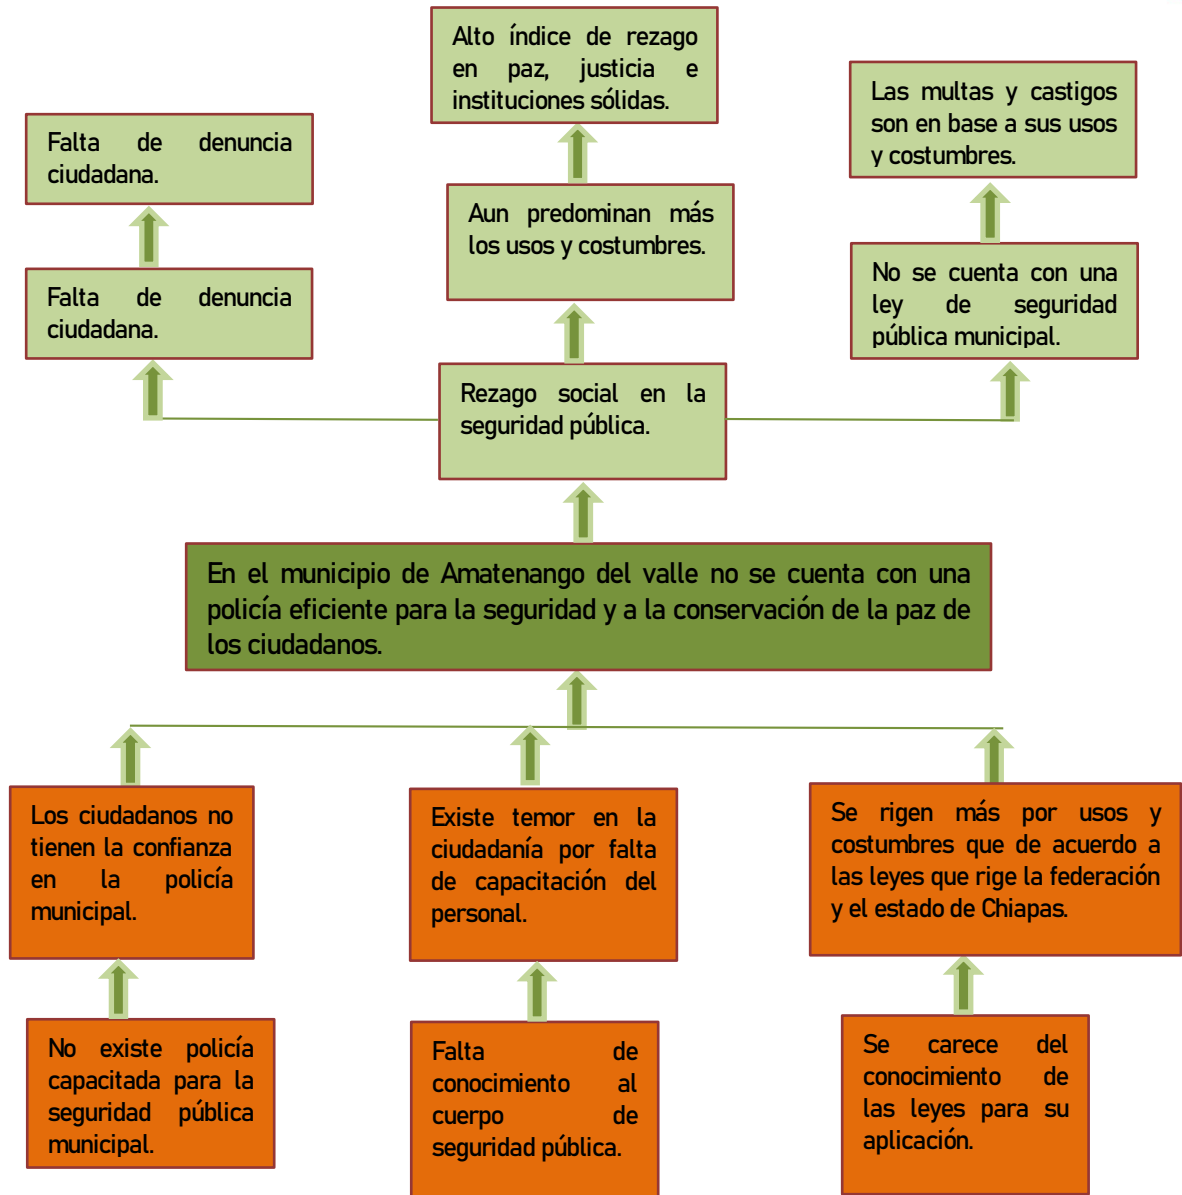 Alto índice de rezago
en paz, justicia e
instituciones sólidas.
Las multas y castigos
son en base a sus usos
y costumbres.
Falta de denuncia
ciudadana.
Aun predominan más
los usos y costumbres.
No se cuenta con una
ley de seguridad
pública municipal.
Falta de denuncia
ciudadana.
Rezago social en la
seguridad pública.
En el municipio de Amatenango del valle no se cuenta con una
policía eficiente para la seguridad y a la conservación de la paz de
los ciudadanos.
Los ciudadanos no
tienen la confianza
en la policía
municipal.
Existe temor en la
ciudadanía por falta
de capacitación del
personal.
Se rigen más por usos y
costumbres que de acuerdo a
las leyes que rige la federación
y el estado de Chiapas.
No existe policía
capacitada para la
seguridad pública
municipal.
Falta de
conocimiento al
cuerpo de
seguridad pública.
Se carece del
conocimiento de
las leyes para su
aplicación.